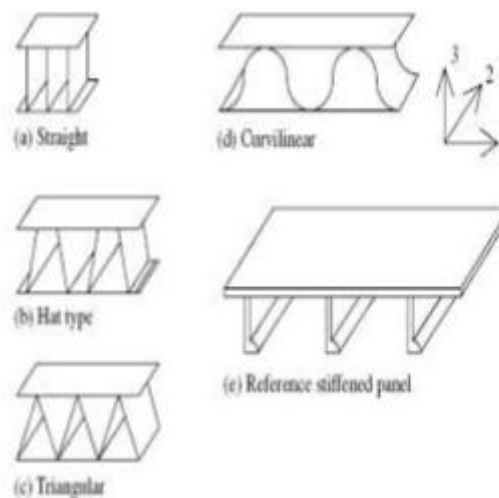 (a) Straight
(d) Curvilinear
3
2
(b) Hat type
(e) Reference stiffened panel
(c) Triangular